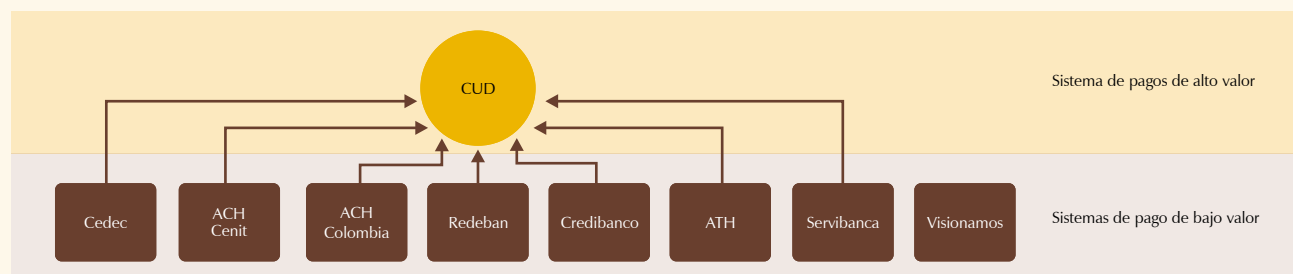 CUD
Sistema de pagos de alto valor
Cedec
ACH
Cenit
ACH
Colombia
Redeban
Credibanco
ATH
Servibanca
Visionamos
Sistemas de pago de bajo valor